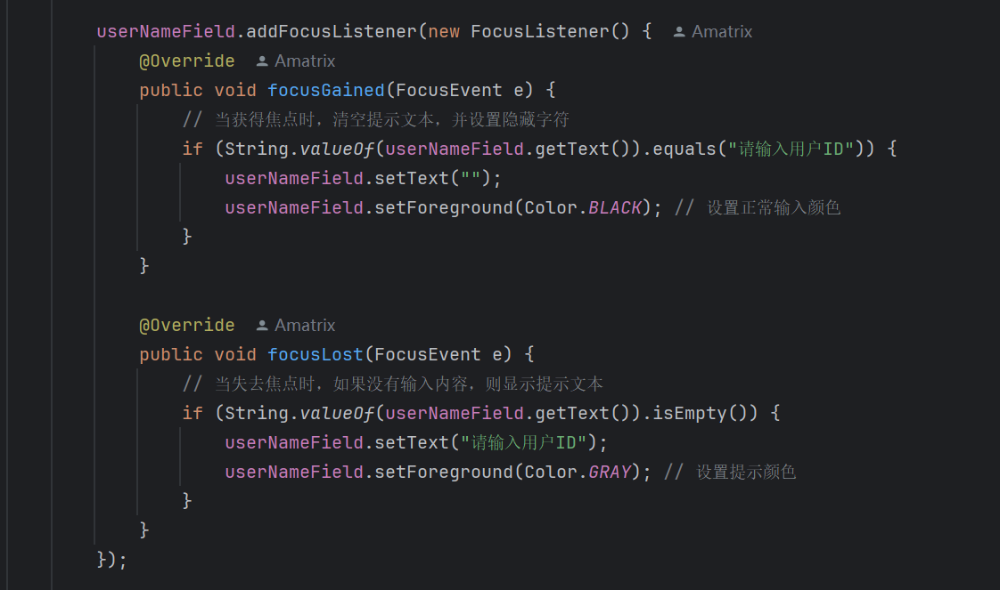 userNameField.addFocusListener(new FocusListener() { Amatrix
@Override Amatrix
public void focusGained(FocusEvent e) {
// 当获得焦点时，清空提示文本，并设置隐藏字符
if (String.valueOf(userNameField.getText()).equals("请输入用户ID")) {
userNameField.setText("");
userNameField.setForeground(Color.BLACK); // 设置正常输入颜色
}
}
@Override Amatrix
public void focusLost(FocusEvent e) {
// 当失去焦点时，如果没有输入内容，则显示提示文本
if (String.valueOf(userNameField.getText()).isEmpty()) {
userNameField.setText("请输入用户ID");
userNameField.setForeground(Color.GRAY); // 设置提示颜色
}
}
});